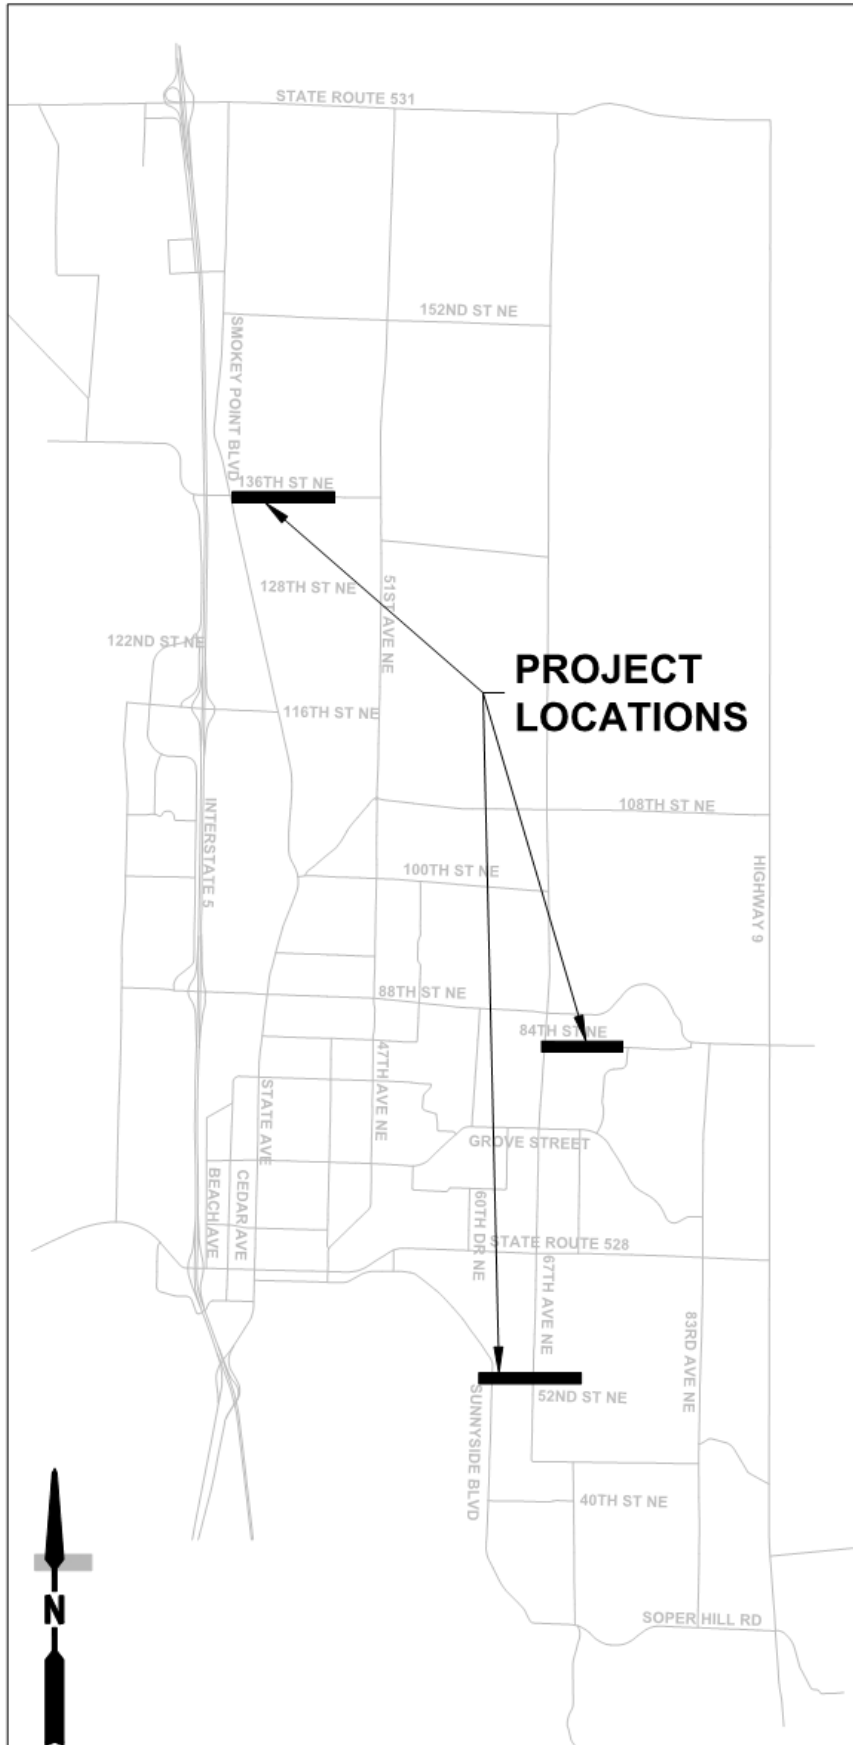 STATE ROUTE 531
152ND ST NE
SMOKEY POINT BLVD
136TH ST NE
128TH ST NE
51ST AVE NE
122ND ST NE
PROJECT
LOCATIONS
116TH ST NE
INTERSTATE 5
108TH ST NE
100TH ST NE
HIGHWAY 9
88TH ST NE
84TH ST NE
47TH AVE NE
STATE AVE
GROVE STREET
BEACH AVE
CEDAR AVE
60TH DR NE
STATE ROUTE 528
67TH AVE NE
83RD AVE NE
52ND ST NE
SUNNYSIDE BLVD
40TH ST NE
N
SOPER HILL RD